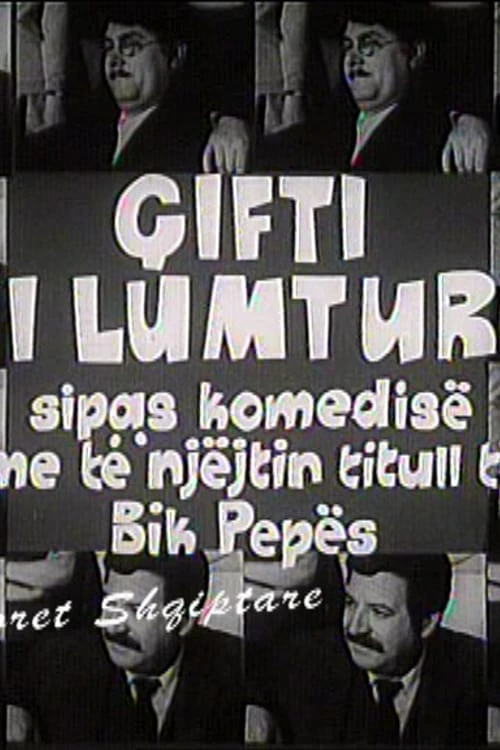 ÇIFTI
I LUMTUR
sipas komedisë
me të njëjtin titull
Bik Pepës
Shqiptare